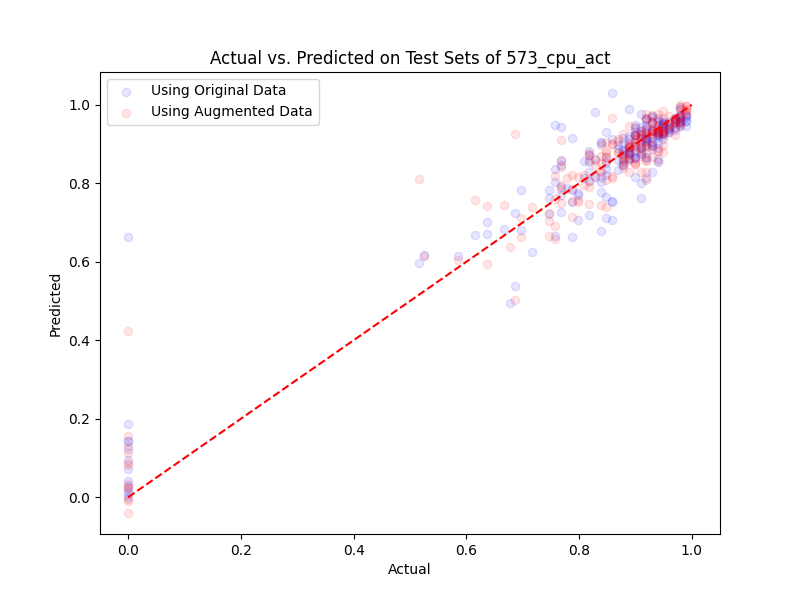 Actual vs. Predicted on Test Sets of 573_cpu_act
Using Original Data
Using Augmented Data
1.0
0.8
0.6
0.4
0.2
0.0
Predicted
0.0 0.2 0.4 0.6 0.8 1.0
Actual